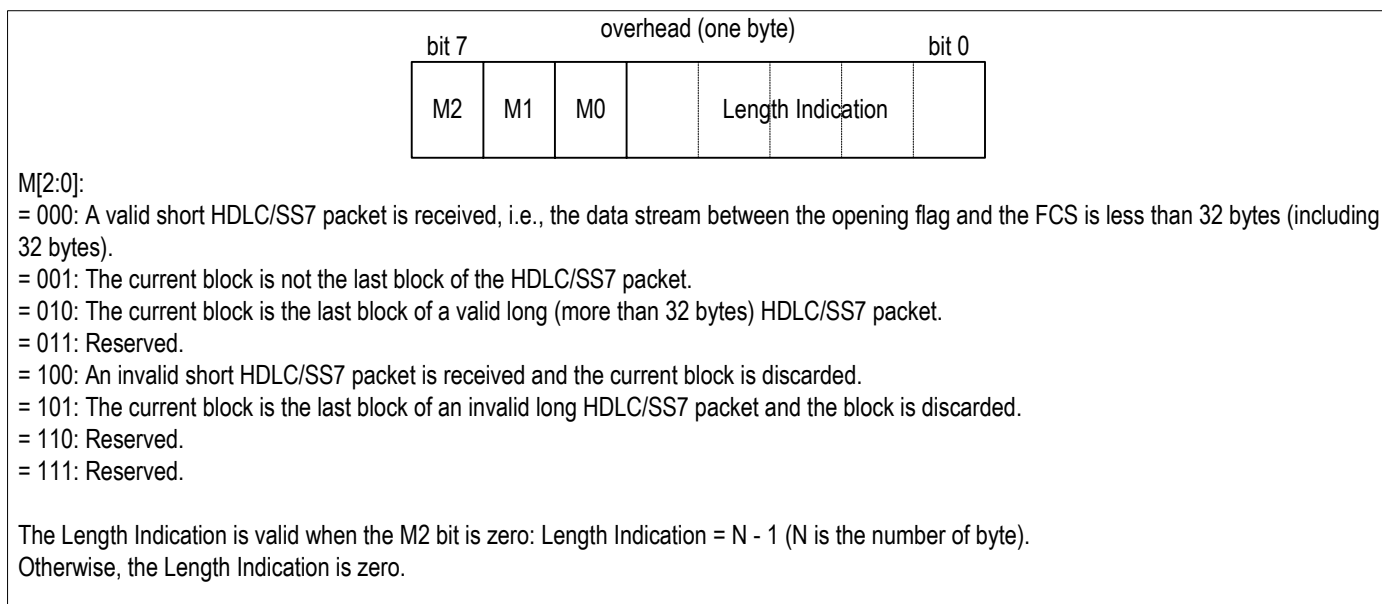 overhead (one byte)
bit 7
bit 0
M2 M1 M0 Length Indication
M[2:0]:
= 000: A valid short HDLC/SS7 packet is received, i.e., the data stream between the opening flag and the FCS is less than 32 bytes (including
32 bytes).
= 001: The current block is not the last block of the HDLC/SS7 packet.
= 010: The current block is the last block of a valid long (more than 32 bytes) HDLC/SS7 packet.
= 011: Reserved.
= 100: An invalid short HDLC/SS7 packet is received and the current block is discarded.
= 101: The current block is the last block of an invalid long HDLC/SS7 packet and the block is discarded.
= 110: Reserved.
= 111: Reserved.
The Length Indication is valid when the M2 bit is zero: Length Indication = N - 1 (N is the number of byte).
Otherwise, the Length Indication is zero.